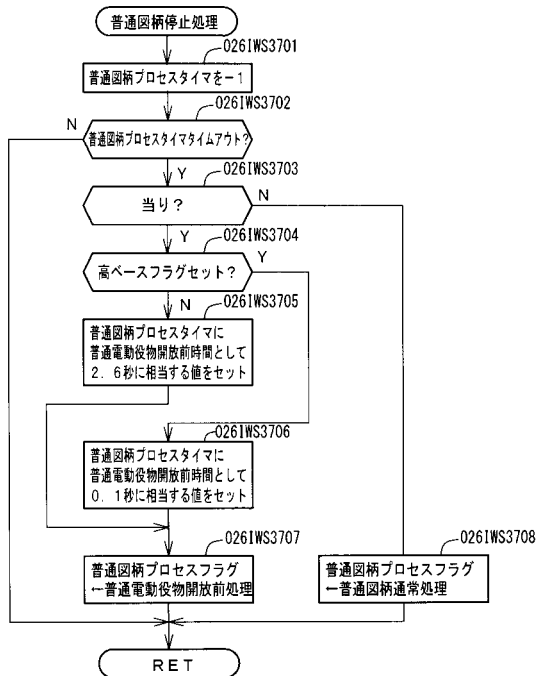 普通図柄停止処理
026IWS3701
普通図柄プロセスタイマを－1
026IWS3702
N
普通図柄プロセスタイマタイムアウト?
Y
026IWS3703
当り?
N
Y
026IWS3704
高ベースフラグセット?
Y
N
026IWS3705
普通図柄プロセスタイマに
普通電動役物開放前時間として
2.6秒に相当する値をセット
026IWS3706
普通図柄プロセスタイマに
普通電動役物開放前時間として
0.1秒に相当する値をセット
026IWS3707
普通図柄プロセスフラグ
←普通電動役物開放前処理
026IWS3708
普通図柄プロセスフラグ
←普通図柄通常処理
RET